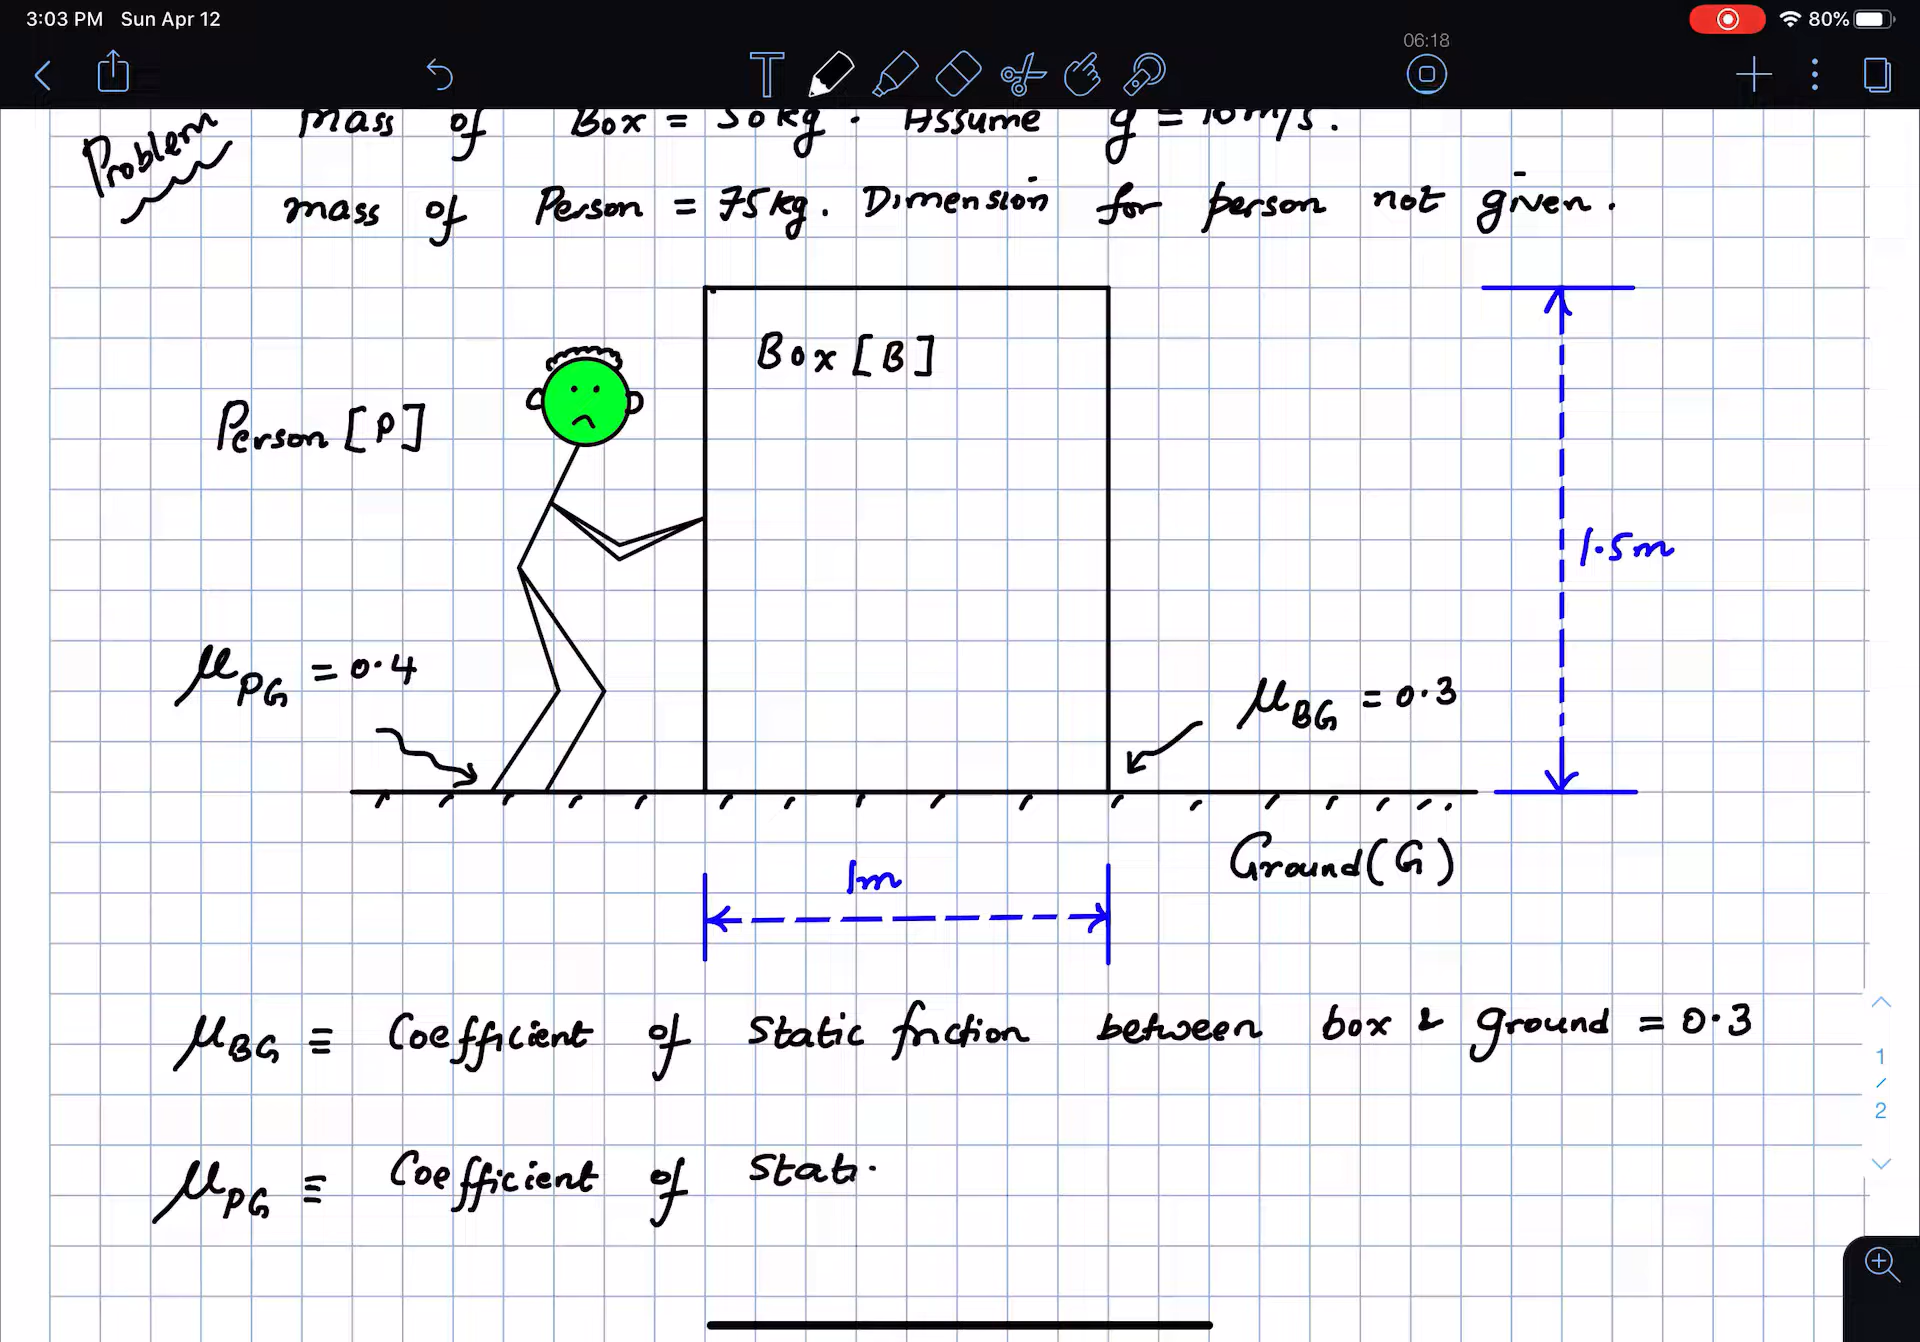 3:03 PM Sun Apr 12
80%
06:18
Problem
mass of Box = 50kg. Assume g = 10m/s.
mass of Person = 75kg. Dimension for person not given.
Box [B]
Person [P]
1.5m
μPG = 0.4
μBG = 0.3
Ground(G)
1m
μBG ≡ Coefficient of Static friction between box & ground = 0.3
μPG ≡ Coefficient of Stati
1
/
2